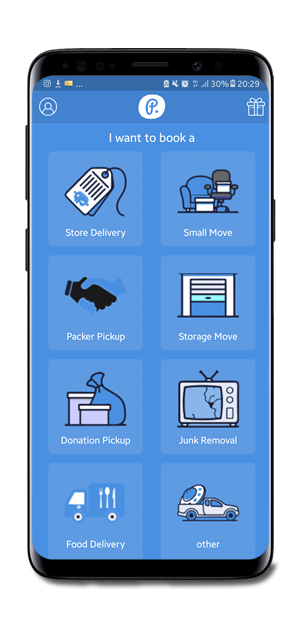 ... 30% 20:29
P.
I want to book a
Store Delivery
Small Move
Packer Pickup
Storage Move
Donation Pickup
Junk Removal
Food Delivery
other